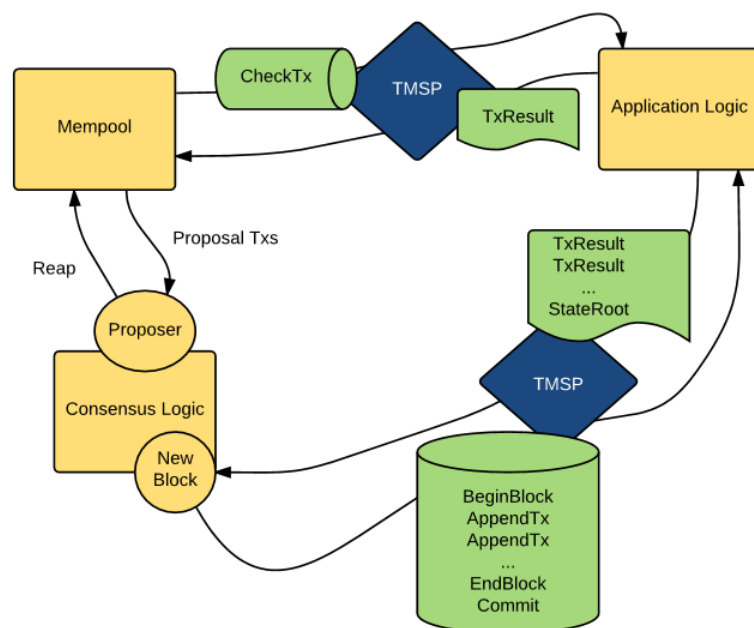 CheckTx
TMSP
TxResult
Mempool
Application Logic
Proposal Txs
Reap
TxResult
TxResult
...
StateRoot
Proposer
TMSP
Consensus Logic
New
Block
BeginBlock
AppendTx
AppendTx
...
EndBlock
Commit